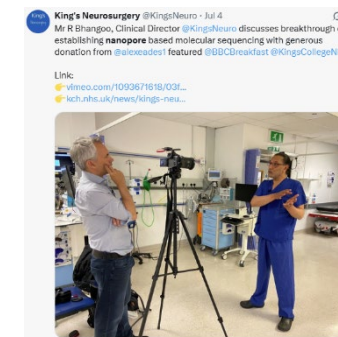 King's Neurosurgery @KingsNeuro · Jul 4
Mr R Bhangoo, Clinical Director @KingsNeuro discusses breakthrough
establishing nanopore based molecular sequencing with generous
donation from @alexeades1 featured @BBCBreakfast @KingsCollegeN
Link:
👉vimeo.com/1093671618/03f...
👉kch.nhs.uk/news/kings-neu...